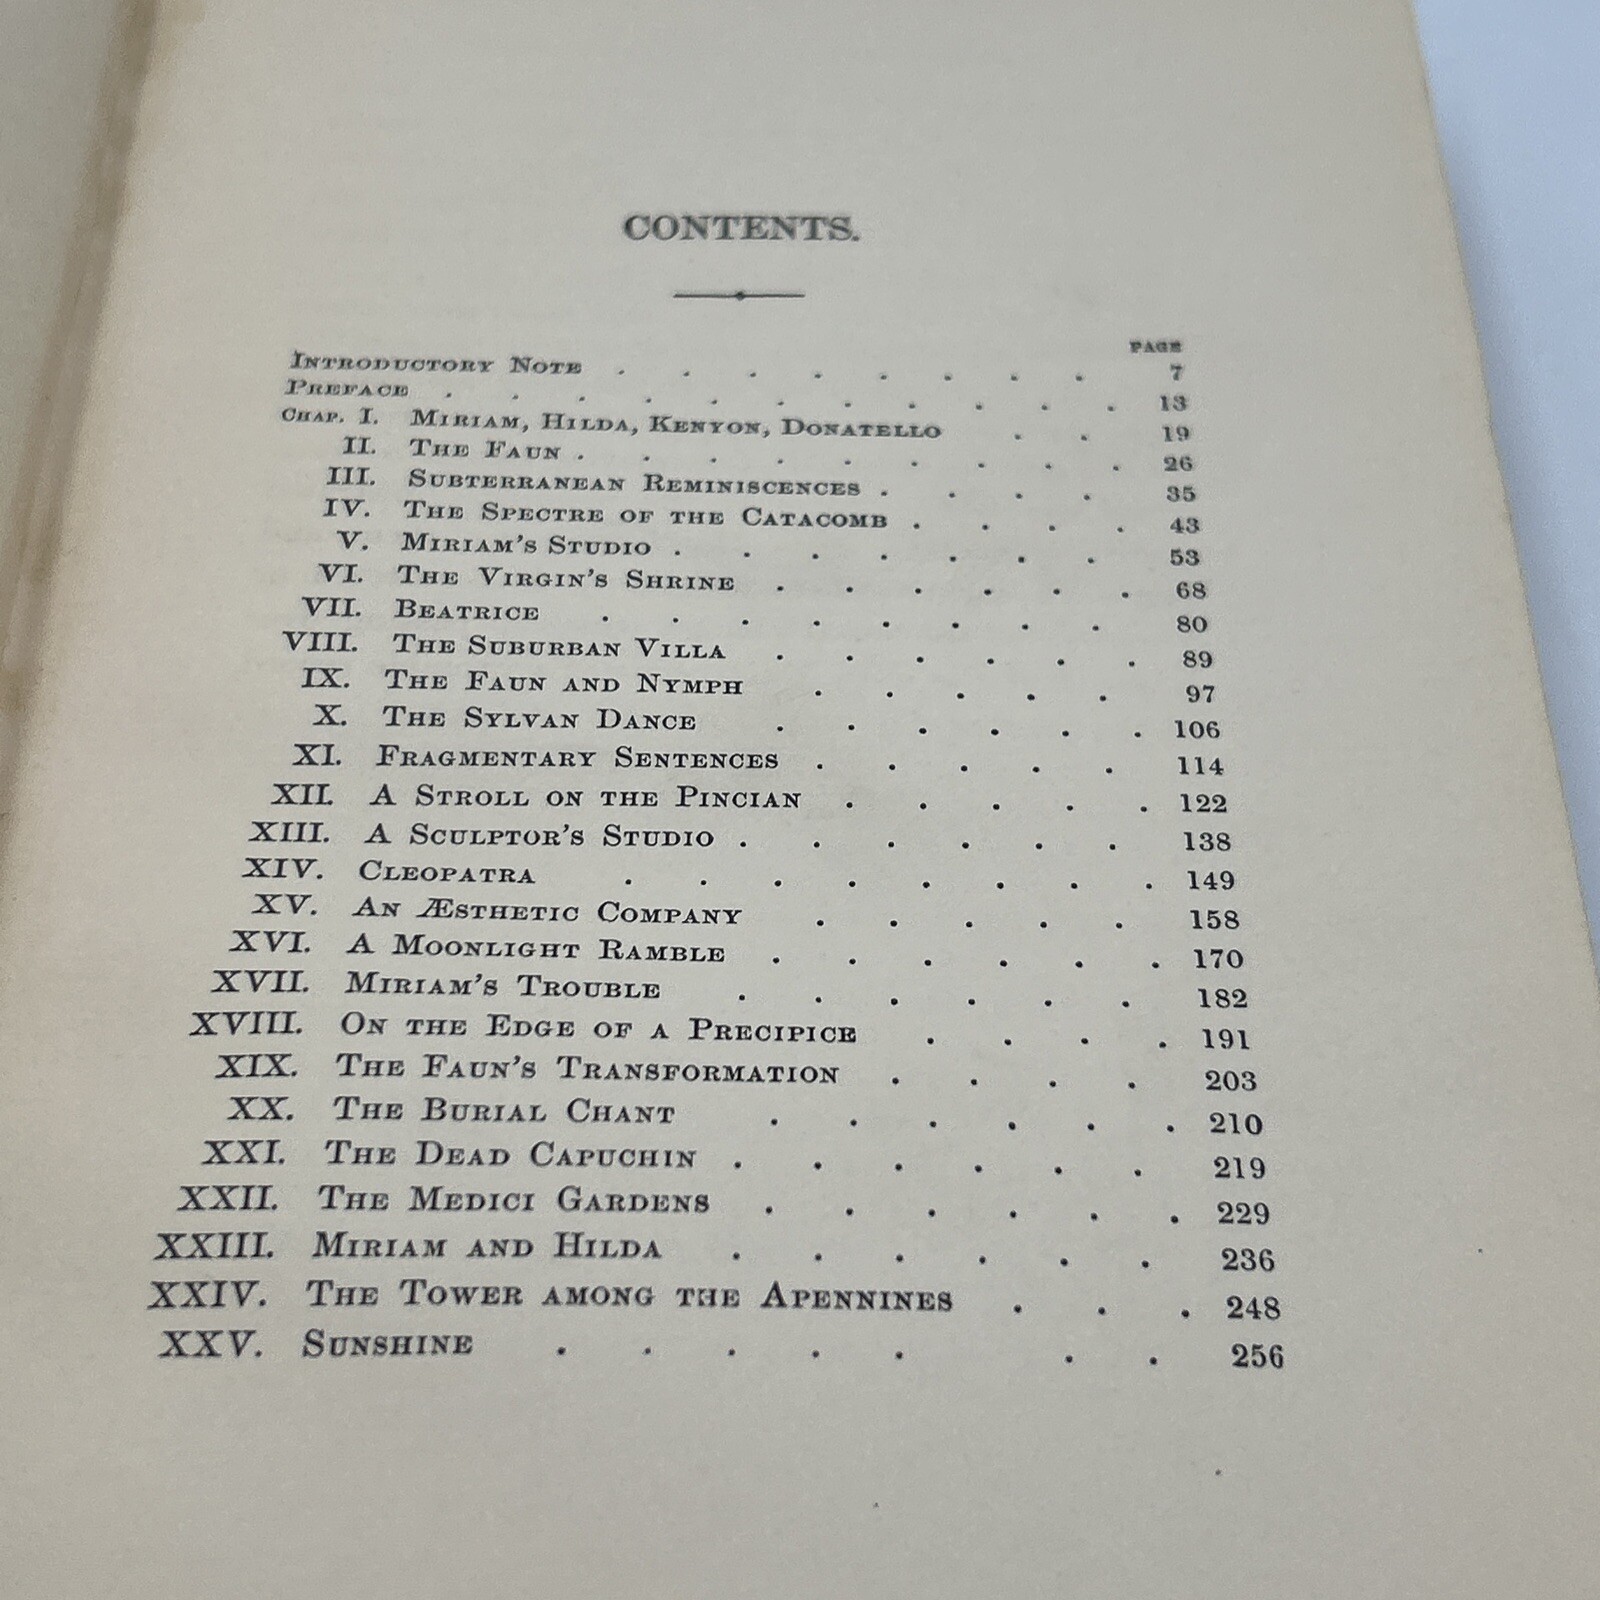 CONTENTS.
PAGE
INTRODUCTORY NOTE . . . . . . . . 7
PREFACE . . . . . . . . . . . 13
CHAP. I. MIRIAM, HILDA, KENYON, DONATELLO . . 19
II. THE FAUN . . . . . . . . . 26
III. SUBTERRANEAN REMINISCENCES . . . . 35
IV. THE SPECTRE OF THE CATACOMB . . . . 43
V. MIRIAM'S STUDIO . . . . . . . 53
VI. THE VIRGIN'S SHRINE . . . . . . 68
VII. BEATRICE . . . . . . . . 80
VIII. THE SUBURBAN VILLA . . . . . . 89
IX. THE FAUN AND NYMPH . . . . . 97
X. THE SYLVAN DANCE . . . . . . 106
XI. FRAGMENTARY SENTENCES . . . . . 114
XII. A STROLL ON THE PINCIAN . . . . . 122
XIII. A SCULPTOR'S STUDIO . . . . . . 138
XIV. CLEOPATRA . . . . . . . . 149
XV. AN ÆSTHETIC COMPANY . . . . . 158
XVI. A MOONLIGHT RAMBLE . . . . . . 170
XVII. MIRIAM'S TROUBLE . . . . . . 182
XVIII. ON THE EDGE OF A PRECIPICE . . . . 191
XIX. THE FAUN'S TRANSFORMATION . . . . 203
XX. THE BURIAL CHANT . . . . . . 210
XXI. THE DEAD CAPUCHIN . . . . . . 219
XXII. THE MEDICI GARDENS . . . . . . 229
XXIII. MIRIAM AND HILDA . . . . . . 236
XXIV. THE TOWER AMONG THE APENNINES . . . 248
XXV. SUNSHINE . . . . . . . 256